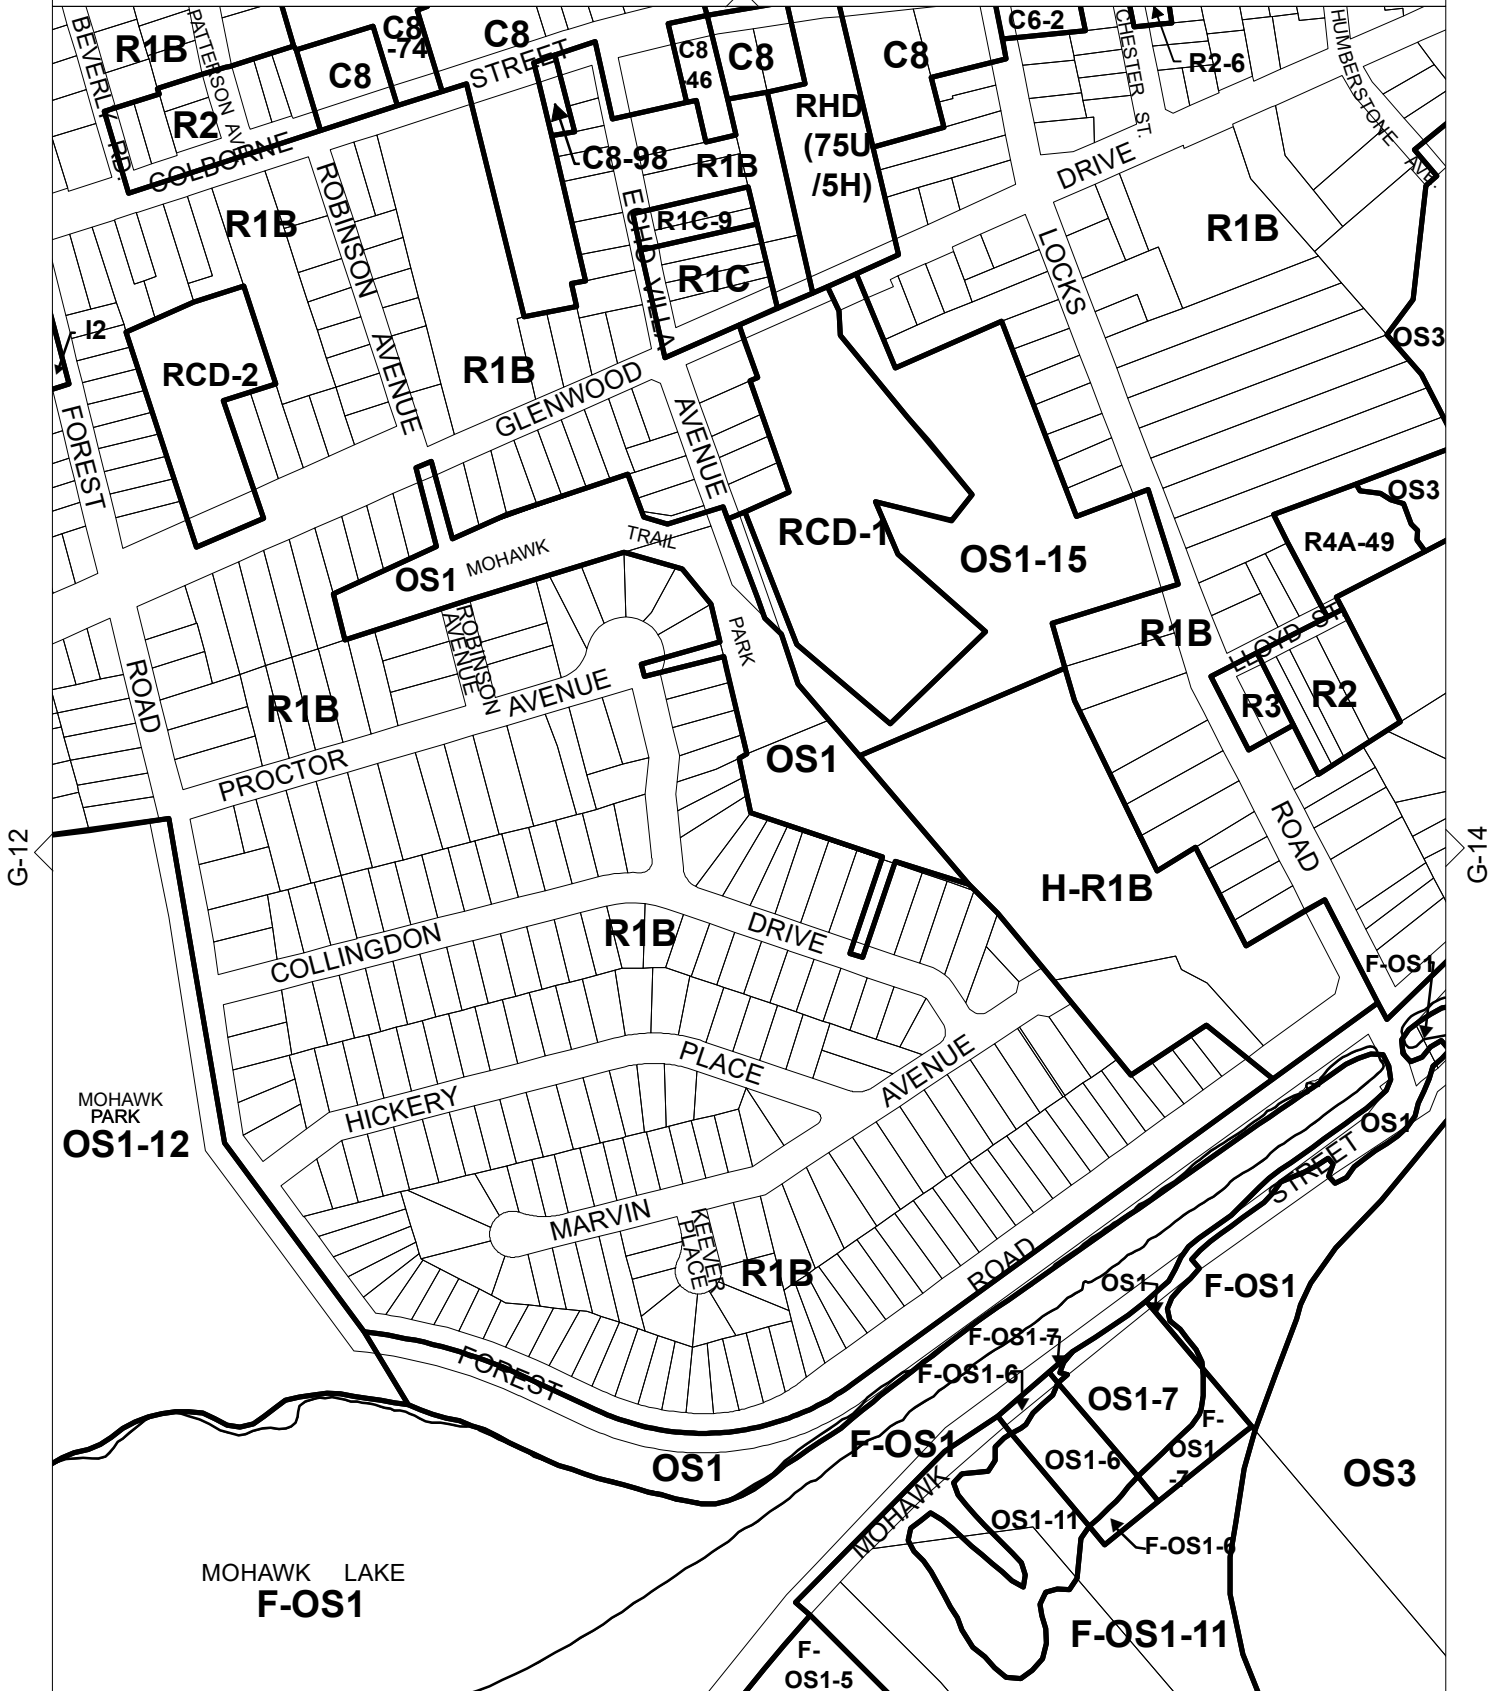 BEVERLY RD.
R1B
PATTERSON AVE
C8
-74
C8
STREET
C8
C8
-46
C8
C8
C6-2
CHESTER ST.
R2-6
HUMBERSTONE AVE.
R2
COLBORNE
C8-98
R1B
RHD
(75U
/5H)
DRIVE
R1B
ROBINSON
AVENUE
ECHO VILLA
AVENUE
R1C-9
R1C
LOCKS
R1B
I2
RCD-2
R1B
OS3
FOREST
GLENWOOD
OS3
RCD-1
OS1-15
R4A-49
MOHAWK
TRAIL
OS1
ROBINSON
AVENUE
PARK
R1B
LLOYD ST
ROAD
R1B
AVENUE
R3
R2
PROCTOR
OS1
ROAD
G-12
G-14
H-R1B
R1B
DRIVE
COLLINGDON
F-OS1
PLACE
AVENUE
HICKERY
MOHAWK
PARK
OS1-12
OS1
STREET
MARVIN
KEEVER
PLACE
R1B
ROAD
OS1
F-OS1
F-OS1-7
F-OS1-6
FOREST
OS1-7
F-
OS1
-7
F-OS1
OS1
OS1-6
OS3
MOHAWK
OS1-11
F-OS1-6
MOHAWK LAKE
F-OS1
F-OS1-11
F-
OS1-5